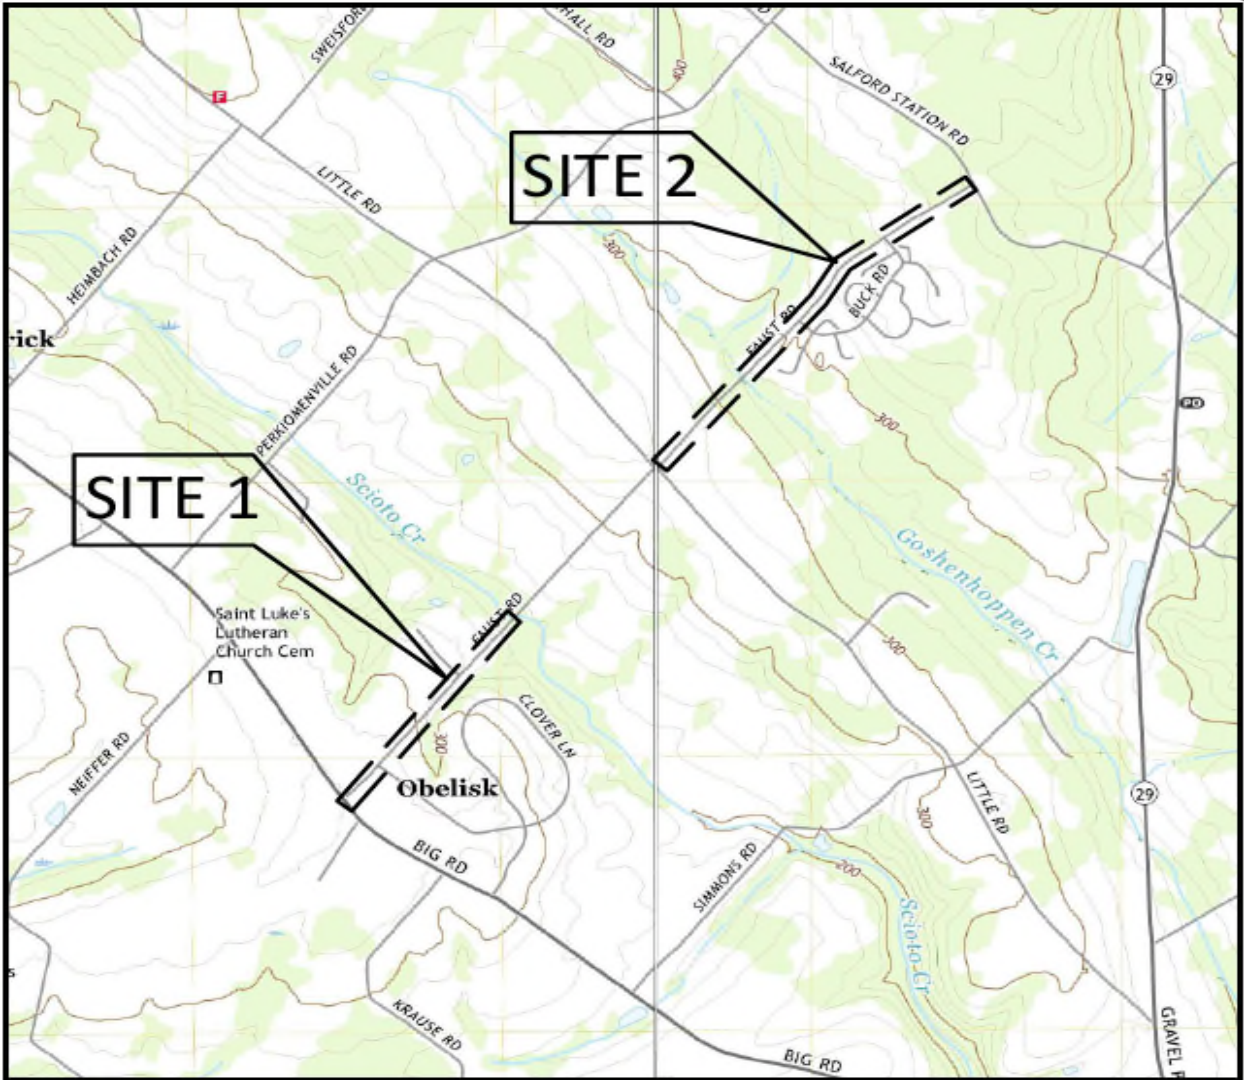 SWEISFOR
HALL RD
D
400
SALFORD STATION RD
29
F
SITE 2
LITTLE RD
300
HEIMBACH RD
BUCK RD
FAUST RD
rick
PERKIOMENVILLE RD
PO
300
SITE 1
Scioto Cr
Goshenhoppen Cr
FAUST RD
Saint Luke's
Lutheran
Church Cem
300
CLOVER LN
300
NEIFFER RD
Obelisk
LITTLE RD
29
300
BIG RD
SIMMONS RD
200
Scioto Cr
s
KRAUSE RD
GRAVEL P
BIG RD